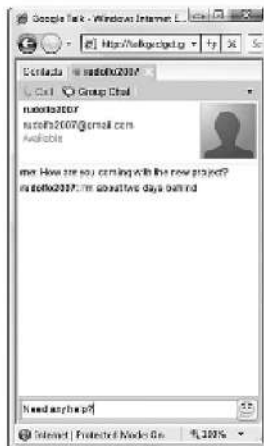 Google Talk - Windows Internet E...
http://talkgadget.g
Contacts rudolfo2007
Call Group Chat
rudolfo2007
rudolfo2007@gmail.com
Available
me: How are you coming with the new project?
rudolfo2007: I'm about two days behind
Need any help?
Internet | Protected Mode: On 100%